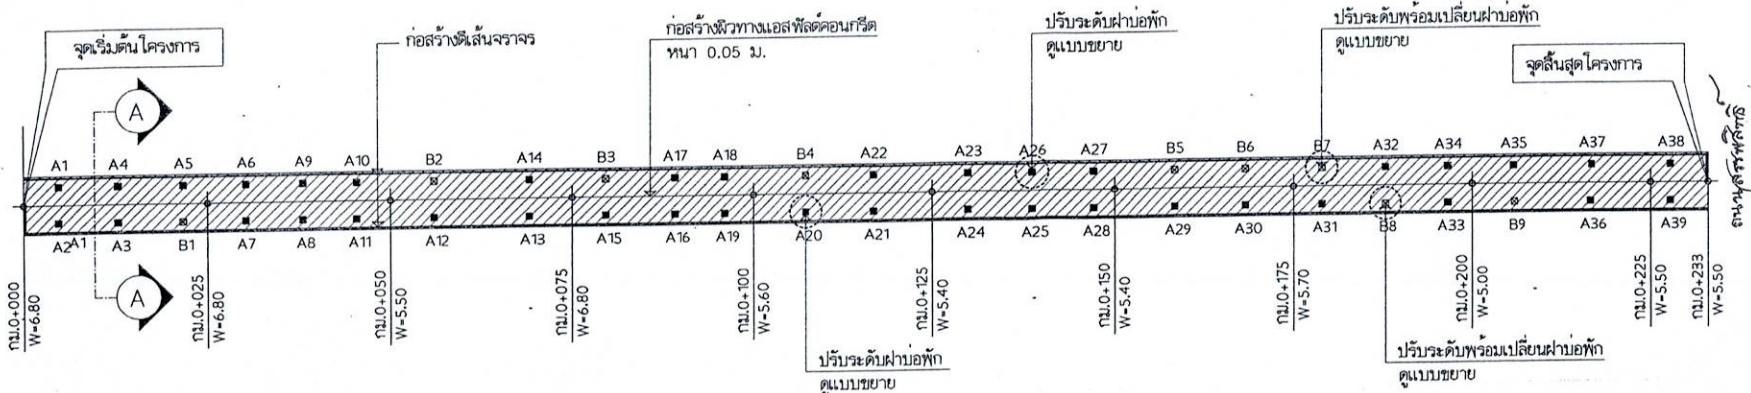 จุดเริ่มต้นโครงการ
ก่อสร้างตีเส้นจราจร
ก่อสร้างผิวทางแอสฟัลต์คอนกรีต
หนา 0.05 ม.
ปรับระดับฝาบ่อพัก
ดูแบบขยาย
ปรับระดับพร้อมเปลี่ยนฝาบ่อพัก
ดูแบบขยาย
จุดสิ้นสุดโครงการ
A
A1 A4 A5 A6 A9 A10 B2 A14 B3 A17 A18 B4 A22 A23 A26 A27 B5 B6 B7 A32 A34 A35 A37 A38
A2 A1 A3 B1 A7 A8 A11 A12 A13 A15 A16 A19 A20 A21 A24 A25 A28 A29 A30 A31 B8 A33 B9 A36 A39
A
กม.0+000
W=6.80
กม.0+025
W=6.80
กม.0+050
W=5.50
กม.0+075
W=6.80
กม.0+100
W=5.60
กม.0+125
W=5.40
กม.0+150
W=5.40
กม.0+175
W=5.70
กม.0+200
W=5.00
กม.0+225
W=5.50
กม.0+233
W=5.50
ปรับระดับฝาบ่อพัก
ดูแบบขยาย
ปรับระดับพร้อมเปลี่ยนฝาบ่อพัก
ดูแบบขยาย